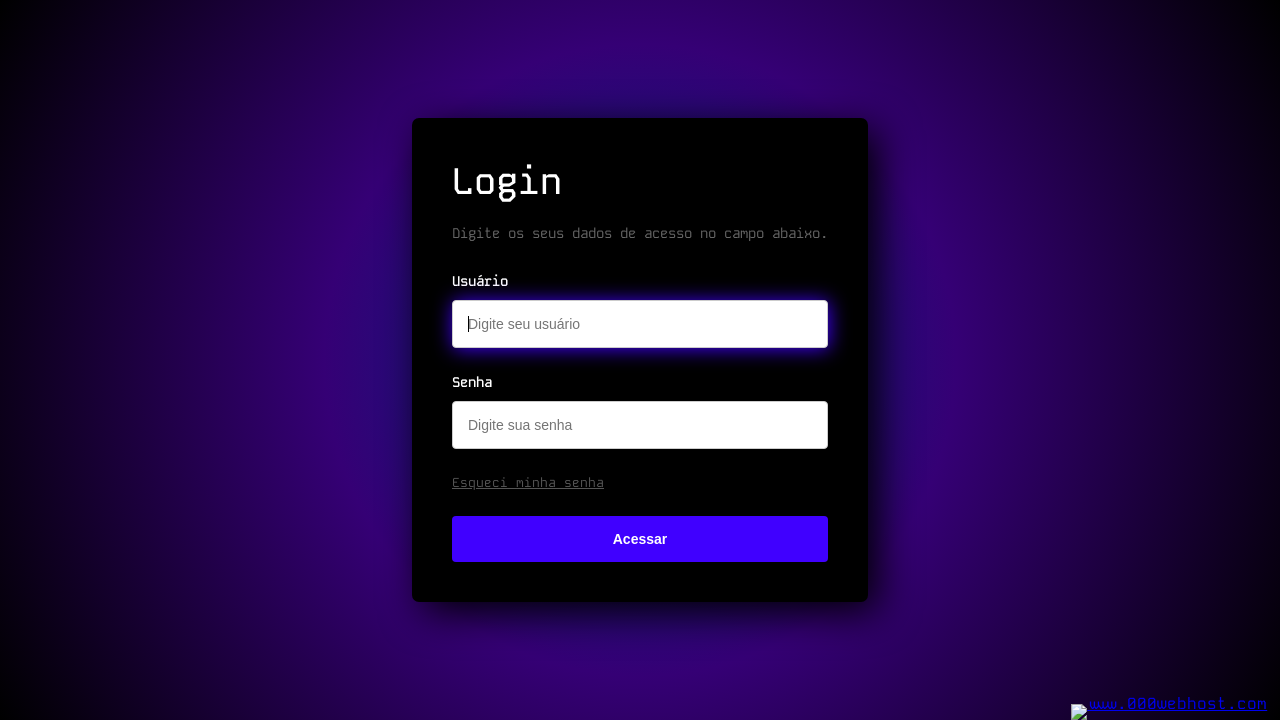 Login
Digite os seus dados de acesso no campo abaixo.
Usuário
Digite seu usuário
Senha
Digite sua senha
Esqueci minha senha
Acessar
www.000webhost.com